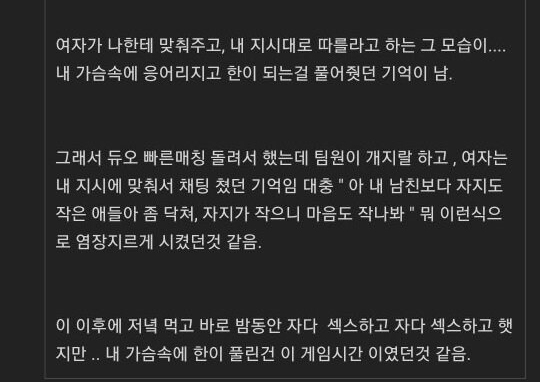 여자가 나한테 맞춰주고, 내 지시대로 따를라고 하는 그 모습이....
내 가슴속에 응어리지고 한이 되는걸 풀어줫던 기억이 남.
그래서 듀오 빠른매칭 돌려서 했는데 팀원이 개지랄 하고 , 여자는
내 지시에 맞춰서 채팅 쳤던 기억임 대충 " 아 내 남친보다 자지도
작은 애들아 좀 닥쳐, 자지가 작으니 마음도 작나봐 " 뭐 이런식으
로 염장지르게 시켰던것 같음.
이 이후에 저녁 먹고 바로 밤동안 자다 섹스하고 자다 섹스하고 햇
지만 .. 내 가슴속에 한이 풀린건 이 게임시간 이였던것 같음.